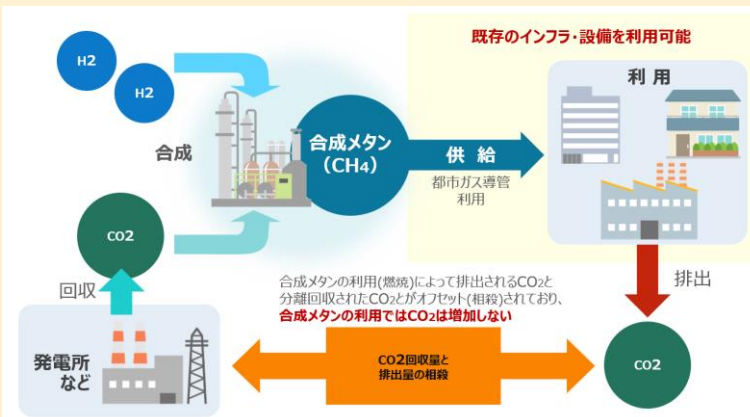 既存のインフラ・設備を利用可能
H2
H2
利用
合成
合成メタン
(CH4)
供給
都市ガス導管
利用
CO2
回収
合成メタンの利用(燃焼)によって排出されるCO2と
分離回収されたCO2とがオフセット(相殺)されており、
合成メタンの利用ではCO2は増加しない
排出
発電所
など
CO2回収量と
排出量の相殺
CO2